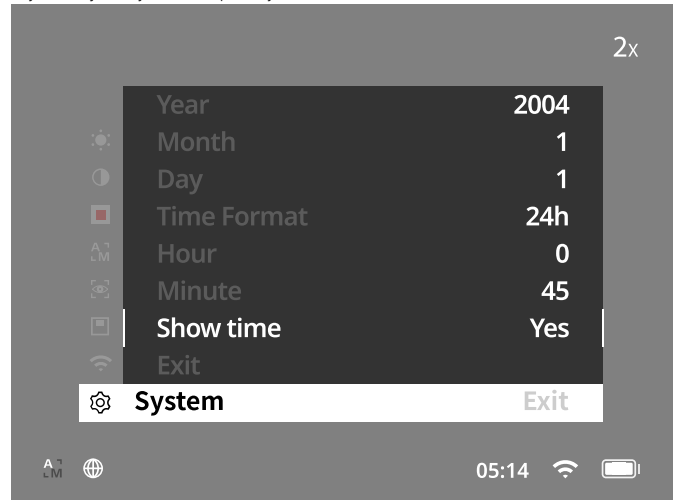 2x
Year 2004
Month 1
Day 1
Time Format 24h
Hour 0
Minute 45
Show time Yes
Exit
System Exit
05:14